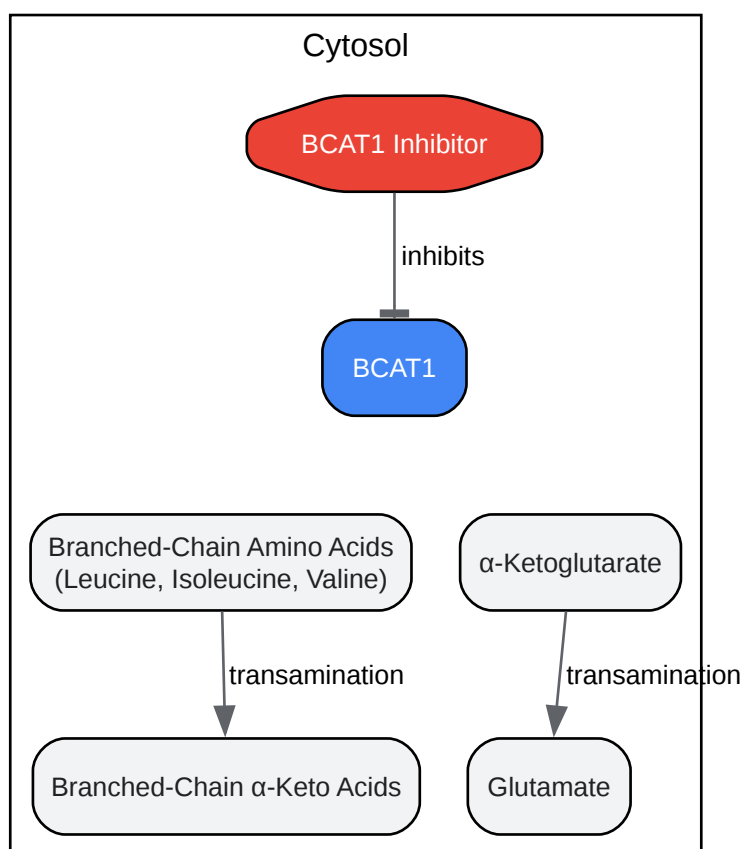 Cytosol
BCAT1 Inhibitor
inhibits
BCAT1
Branched-Chain Amino Acids
(Leucine, Isoleucine, Valine)
α-Ketoglutarate
transamination
transamination
Branched-Chain α-Keto Acids
Glutamate